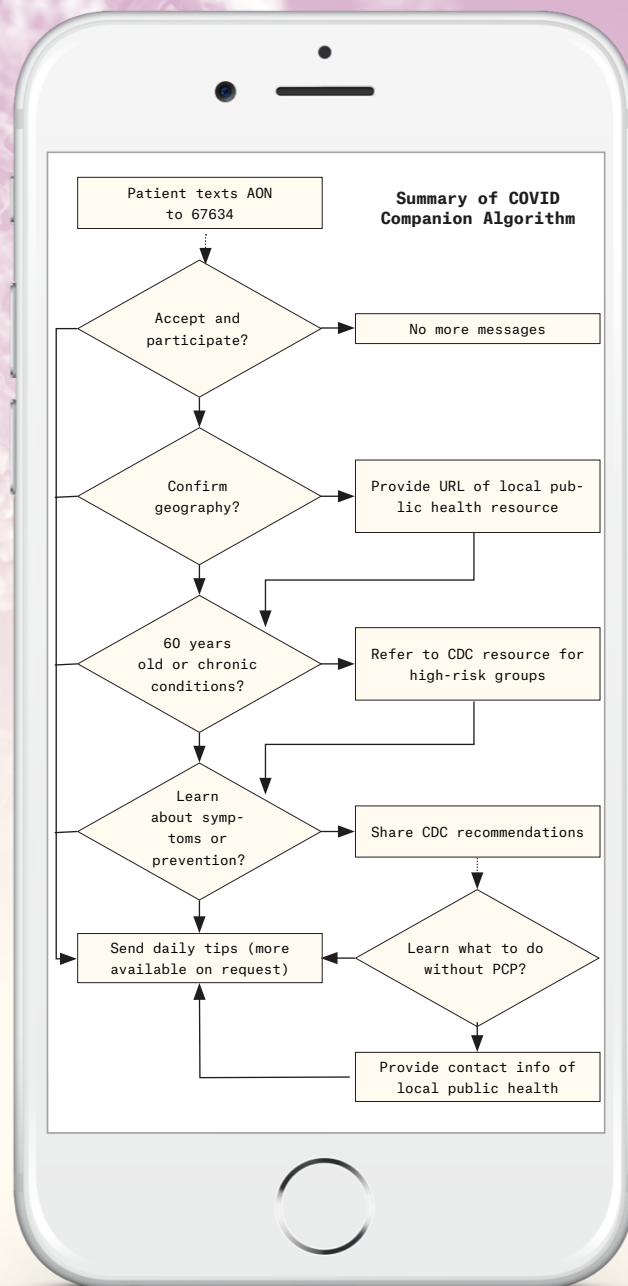 Patient texts AON
to 67634
Summary of COVID
Companion Algorithm
Accept and
participate?
No more messages
Confirm
geography?
Provide URL of local pub-
lic health resource
60 years
old or chronic
conditions?
Refer to CDC resource for
high-risk groups
Learn
about symp-
toms or
prevention?
Share CDC recommendations
Send daily tips (more
available on request)
Learn what to do
without PCP?
Provide contact info of
local public health